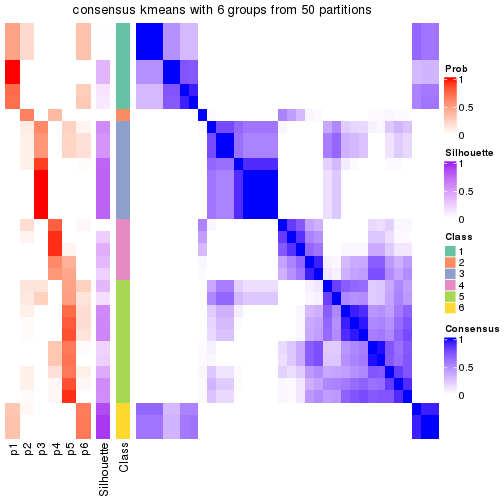 consensus kmeans with 6 groups from 50 partitions
Prob
1
0.5
0
Silhouette
1
0.5
0
Class
1
2
3
4
5
6
Consensus
1
0.5
0
p1
p2
p3
p4
p5
p6
Silhouette
Class